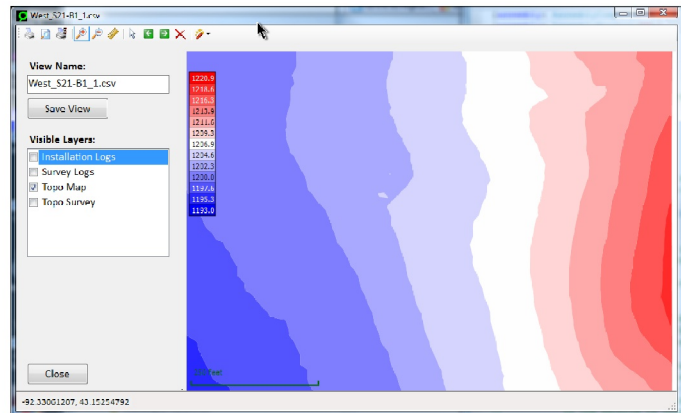 West_S21-B1_1.csv
View Name:
West_S21-B1_1.csv
Save View
Visible Layers:
Installation Logs
Survey Logs
Topo Map
Topo Survey
1220.9
1218.6
1216.3
1213.9
1211.6
1209.3
1206.9
1204.6
1202.3
1200.0
1197.6
1195.3
1193.0
Close
-92.33061207, 43.15254792